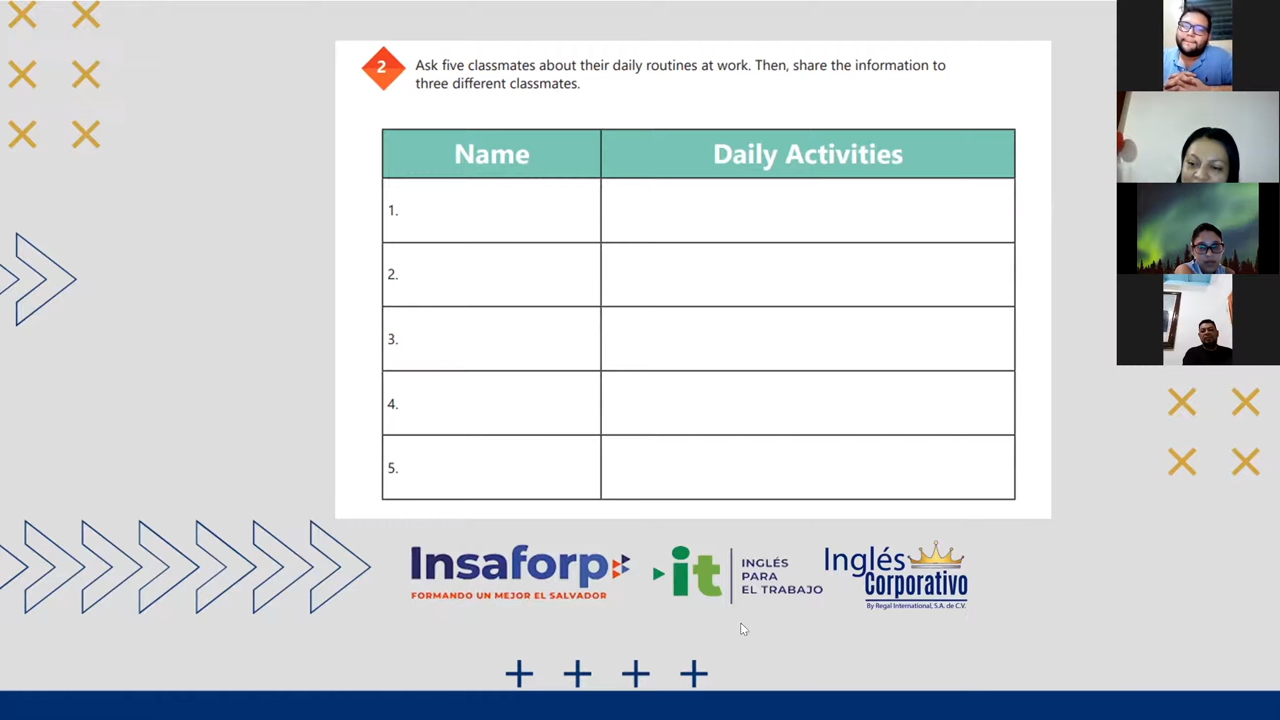 2
Ask five classmates about their daily routines at work. Then, share the information to
three different classmates.
Name
Daily Activities
1.
2.
3.
4.
5.
Insaforp
FORMANDO UN MEJOR EL SALVADOR
it
INGLÉS
PARA
EL TRABAJO
Inglés
Corporativo
By Regal International, S.A. de C.V.